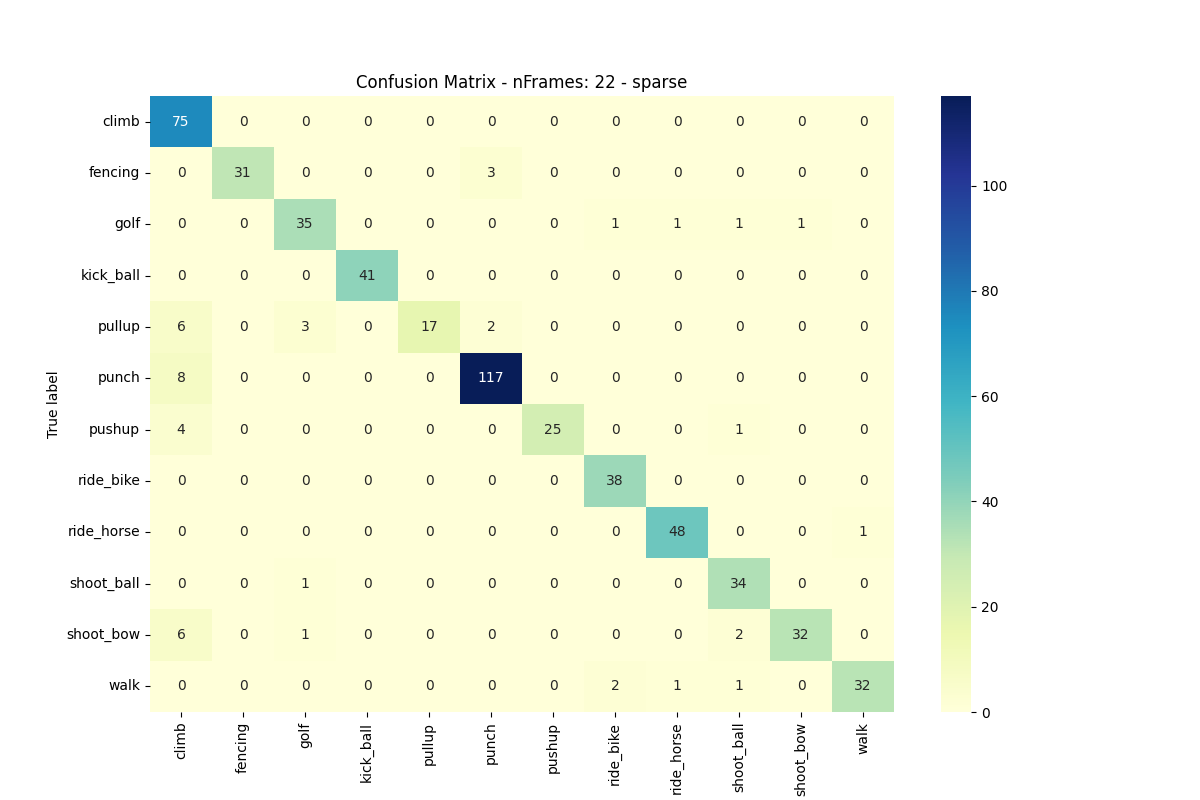 Confusion Matrix - nFrames: 22 - sparse
climb 75 0 0 0 0 0 0 0 0 0 0 0
fencing 0 31 0 0 0 3 0 0 0 0 0 0
100
golf 0 0 35 0 0 0 0 1 1 1 1 0
kick_ball 0 0 0 41 0 0 0 0 0 0 0 0
80
pullup 6 0 3 0 17 2 0 0 0 0 0 0
punch 8 0 0 0 0 117 0 0 0 0 0 0
60
True label
pushup 4 0 0 0 0 0 25 0 0 1 0 0
ride_bike 0 0 0 0 0 0 0 38 0 0 0 0
40
ride_horse 0 0 0 0 0 0 0 0 48 0 0 1
shoot_ball 0 0 1 0 0 0 0 0 0 34 0 0
20
shoot_bow 6 0 1 0 0 0 0 0 0 2 32 0
walk 0 0 0 0 0 0 0 2 1 1 0 32
0
climb fencing golf kick_ball pullup punch pushup ride_bike ride_horse shoot_ball shoot_bow walk